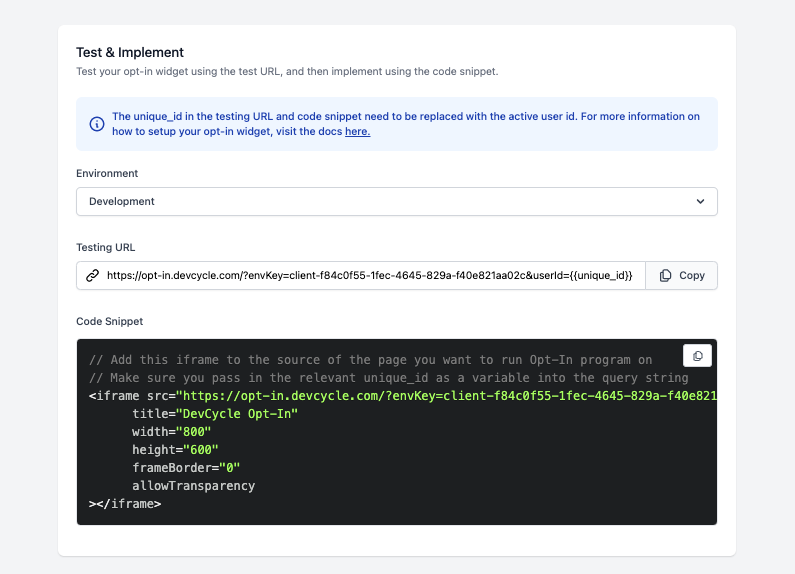 Test & Implement
Test your opt-in widget using the test URL, and then implement using the code snippet.
The unique_id in the testing URL and code snippet need to be replaced with the active user id. For more information on
how to setup your opt-in widget, visit the docs here.
Environment
Development
Testing URL
https://opt-in.devcycle.com/?envKey=client-f84c0f55-1fec-4645-829a-f40e821aa02c&userId={{unique_id}}
Copy
Code Snippet
// Add this iframe to the source of the page you want to run Opt-In program on
// Make sure you pass in the relevant unique_id as a variable into the query string
<iframe src="https://opt-in.devcycle.com/?envKey=client-f84c0f55-1fec-4645-829a-f40e821
title="DevCycle Opt-In"
width="800"
height="600"
frameBorder="0"
allowTransparency
></iframe>